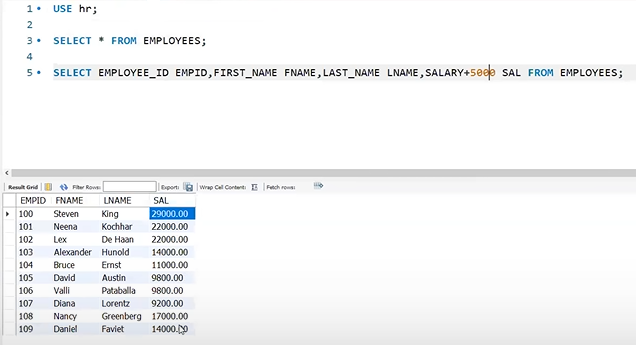 1 USE hr;
2
3 SELECT * FROM EMPLOYEES;
4
5 SELECT EMPLOYEE_ID EMPID,FIRST_NAME FNAME,LAST_NAME LNAME,SALARY+5000 SAL FROM EMPLOYEES;
Result Grid Filter Rows: Export: Wrap Cell Content: Fetch rows:
EMPID FNAME LNAME SAL
100 Steven King 29000.00
101 Neena Kochhar 22000.00
102 Lex De Haan 22000.00
103 Alexander Hunold 14000.00
104 Bruce Ernst 11000.00
105 David Austin 9800.00
106 Valli Pataballa 9800.00
107 Diana Lorentz 9200.00
108 Nancy Greenberg 17000.00
109 Daniel Faviet 14000.00